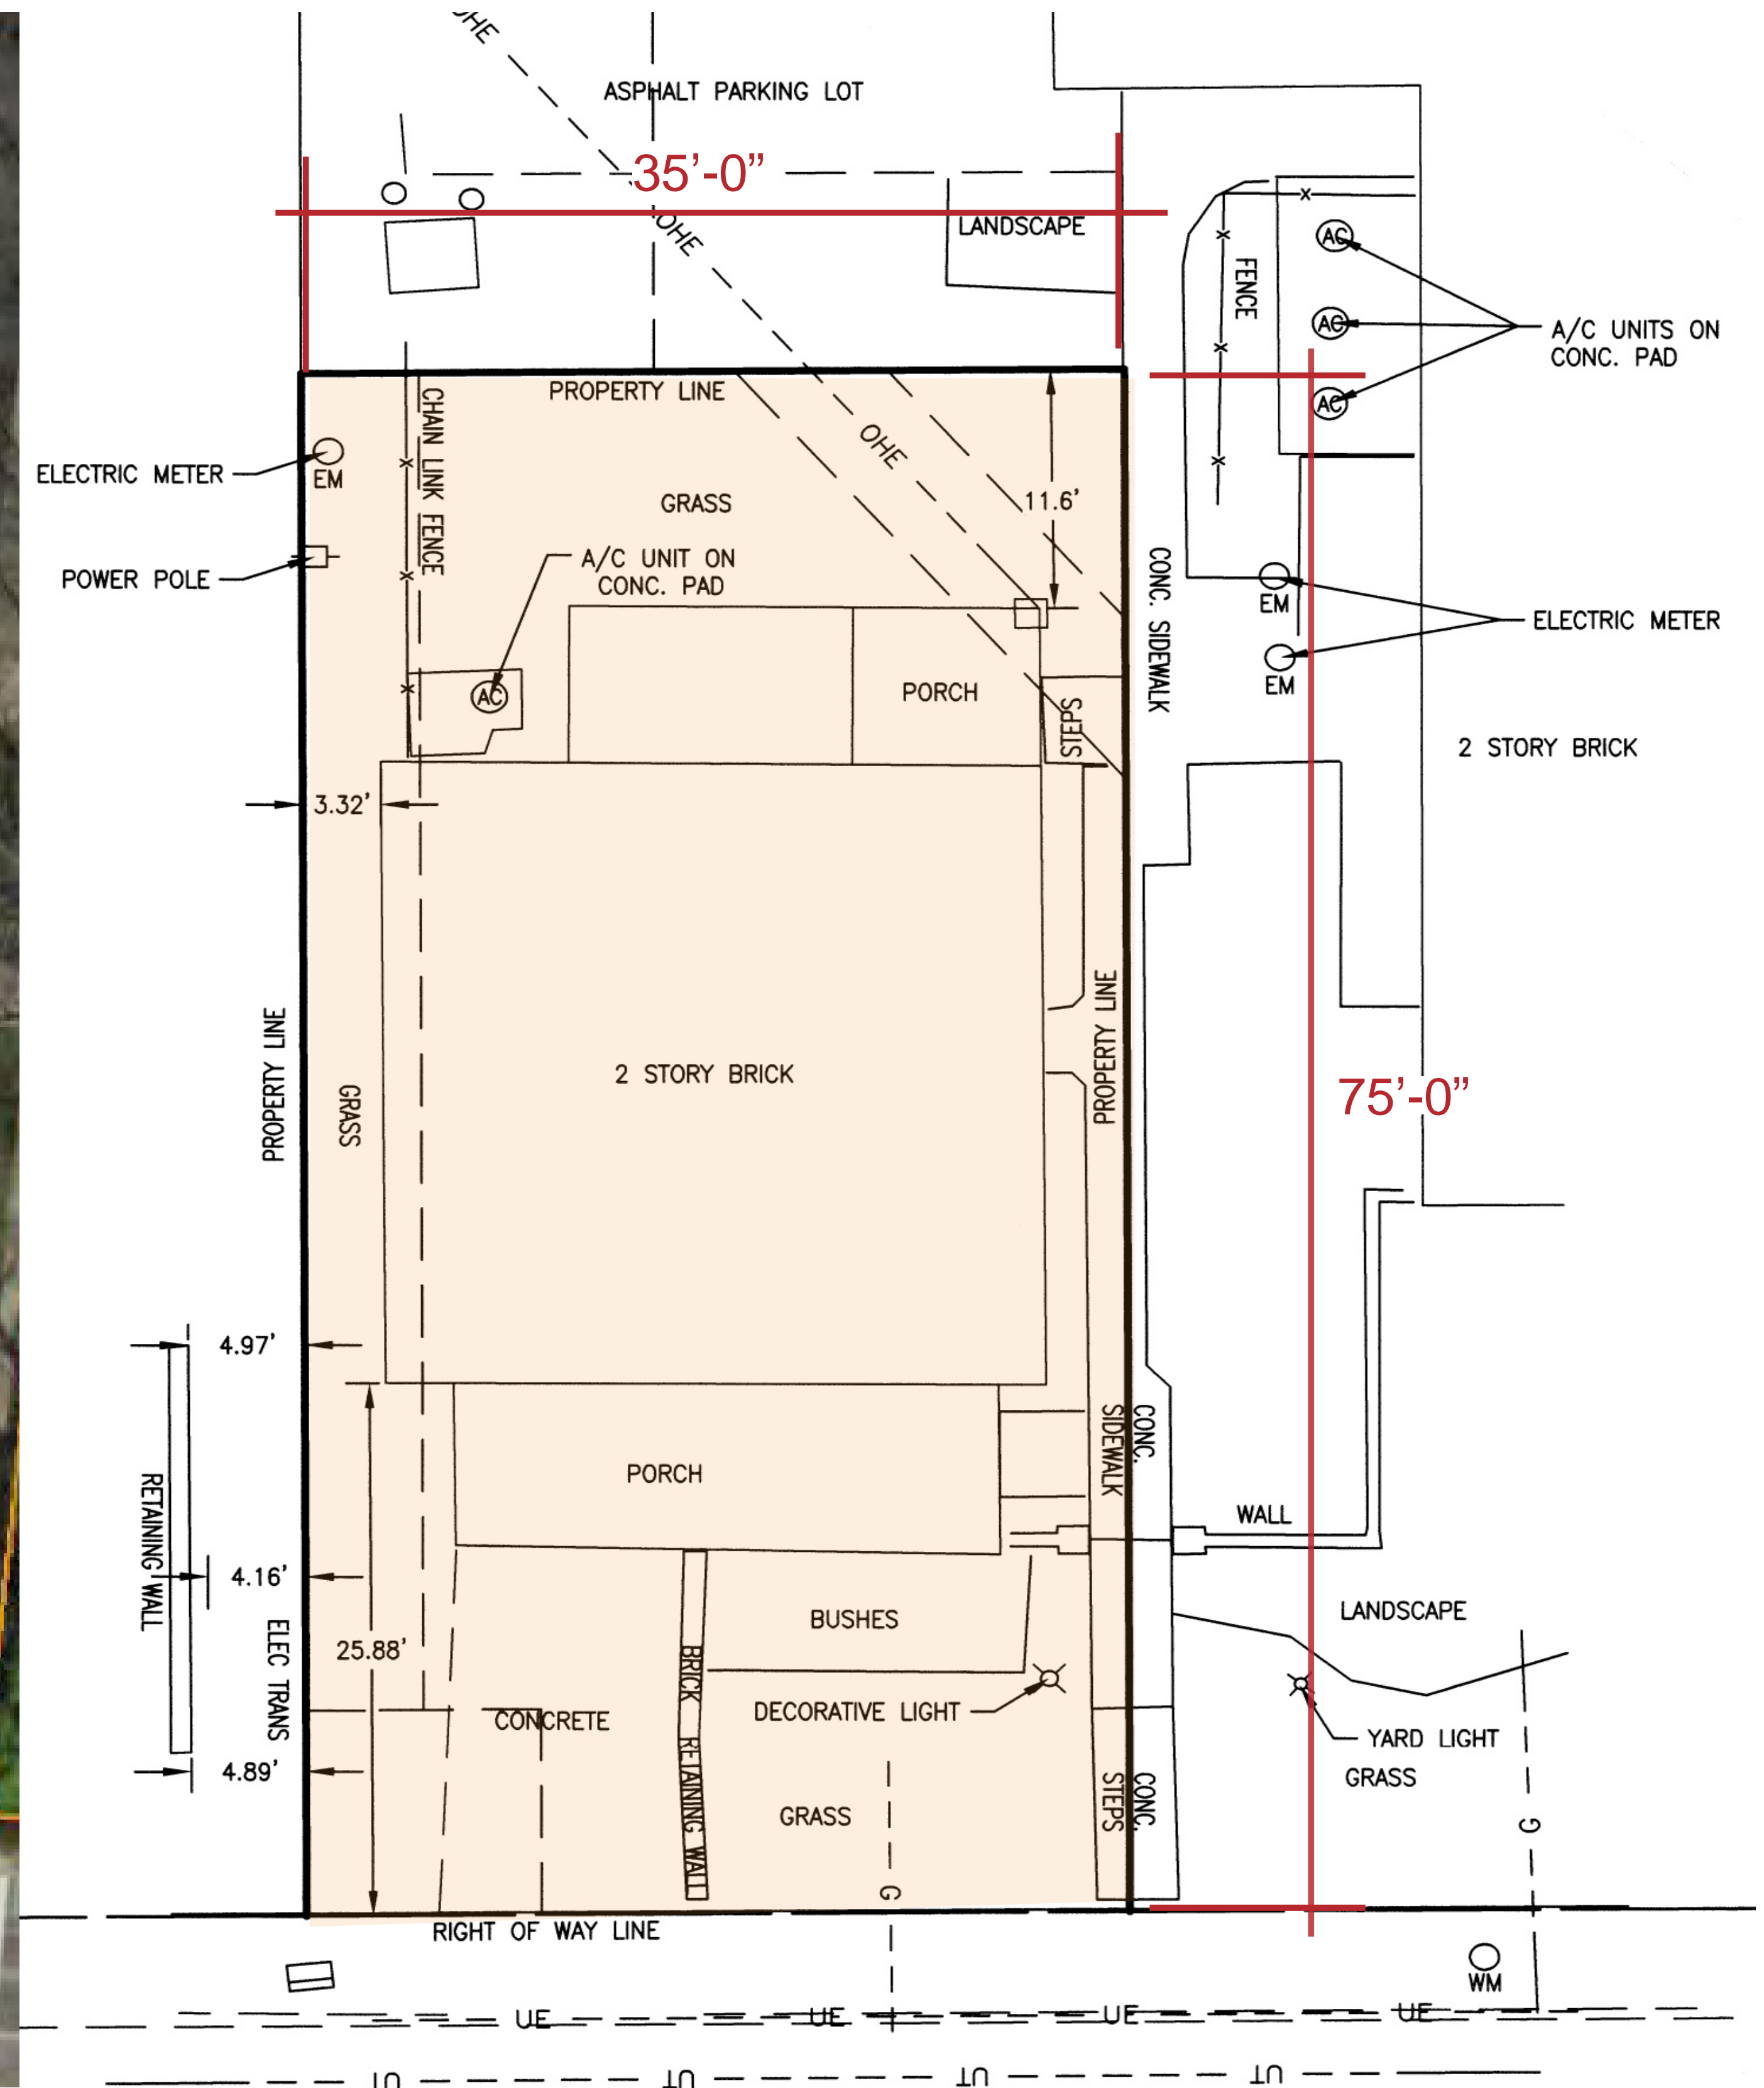 OHE
ASPHALT PARKING LOT
35’-0”
OHE
LANDSCAPE
AC
FENCE
AC
A/C UNITS ON
CONC. PAD
AC
PROPERTY LINE
CHAIN LINK FENCE
OHE
ELECTRIC METER
EM
GRASS
11.6'
A/C UNIT ON
CONC. PAD
POWER POLE
CONC. SIDEWALK
EM
ELECTRIC METER
EM
AC
PORCH
STEPS
2 STORY BRICK
3.32'
PROPERTY LINE
GRASS
2 STORY BRICK
PROPERTY LINE
75’-0”
4.97'
CONC.
SIDEWALK
PORCH
RETAINING WALL
WALL
4.16'
LANDSCAPE
BUSHES
25.88'
ELEC TRANS
BRICK RETAINING WALL
DECORATIVE LIGHT
CONCRETE
YARD LIGHT
GRASS
4.89'
CONC.
STEPS
GRASS
G
G
RIGHT OF WAY LINE
WM
UE UE UE UE
UT UT UT UT